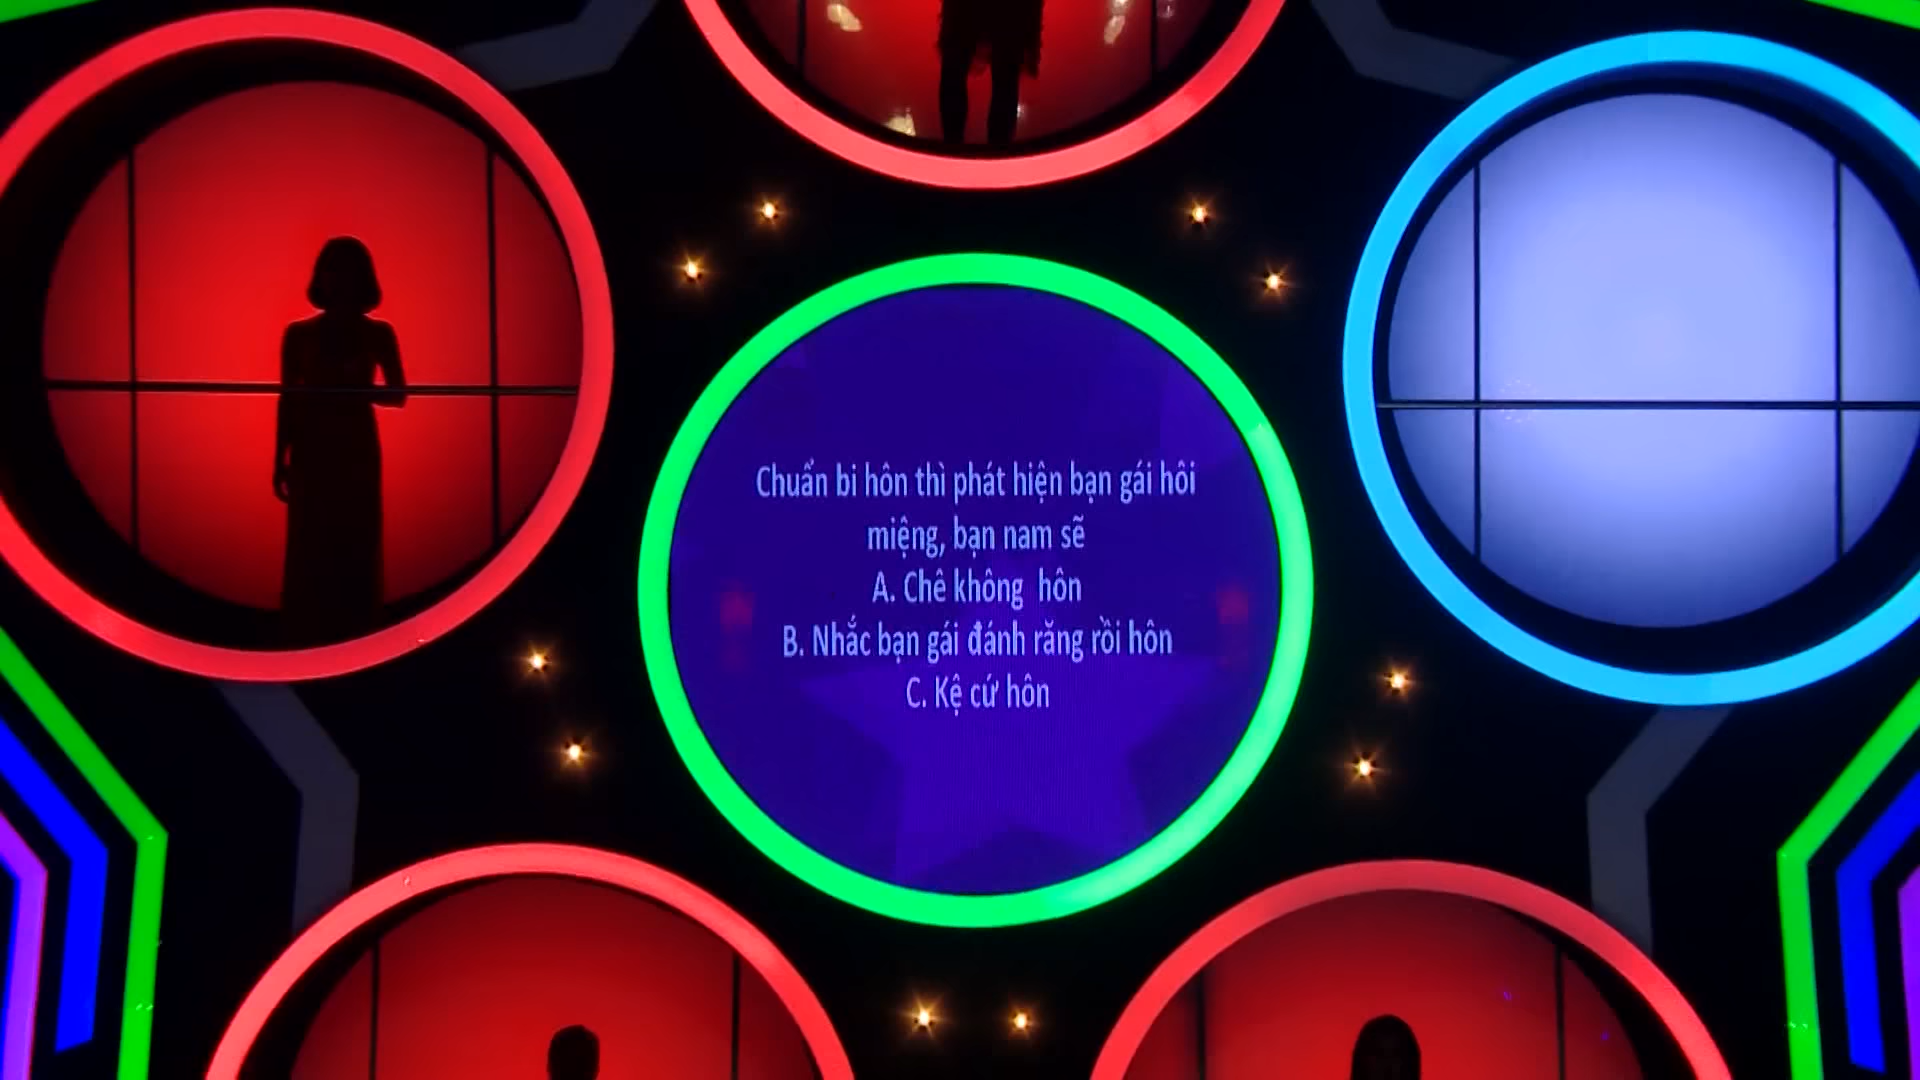 Chuẩn bi hôn thì phát hiện bạn gái hôi
miệng, bạn nam sẽ
A. Chê không hôn
B. Nhắc bạn gái đánh răng rồi hôn
C. Kệ cứ hôn